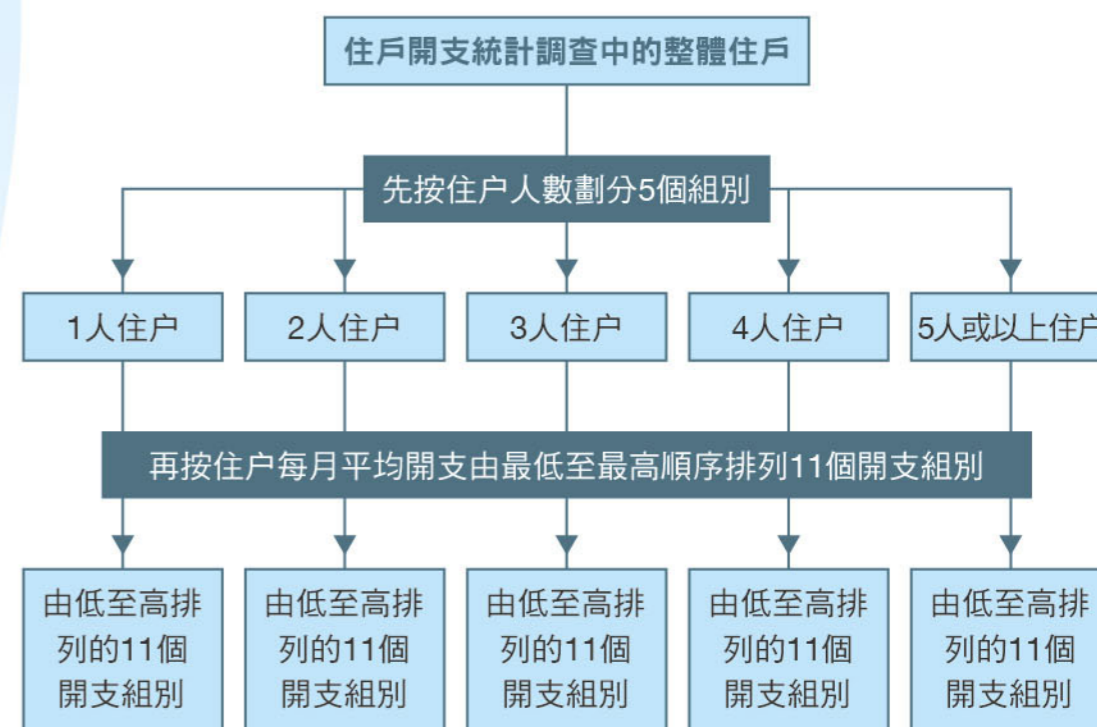 住戶開支統計調查中的整體住戶
先按住户人數劃分5個組別
1人住户
2人住户
3人住户
4人住户
5人或以上住户
再按住户每月平均開支由最低至最高順序排列11個開支組別
由低至高排
列的11個
開支組別
由低至高排
列的11個
開支組別
由低至高排
列的11個
開支組別
由低至高排
列的11個
開支組別
由低至高排
列的11個
開支組別